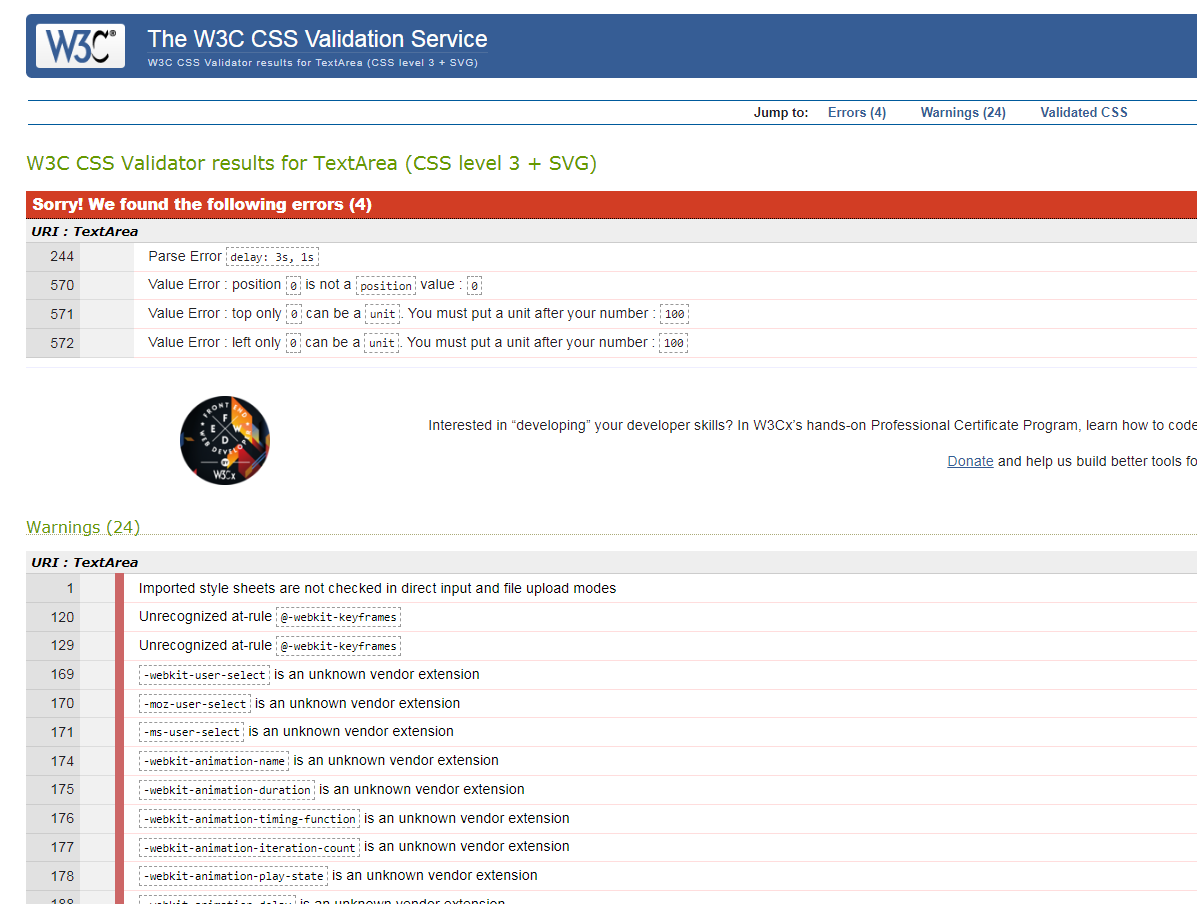 W3C®
The W3C CSS Validation Service
W3C CSS Validator results for TextArea (CSS level 3 + SVG)
Jump to: Errors (4) Warnings (24) Validated CSS
W3C CSS Validator results for TextArea (CSS level 3 + SVG)
Sorry! We found the following errors (4)
URI : TextArea
244 Parse Error delay: 3s, 1s
570 Value Error : position 0 is not a position value : 0
571 Value Error : top only 0 can be a unit. You must put a unit after your number : 100
572 Value Error : left only 0 can be a unit. You must put a unit after your number : 100
FRONT END
F E W D
WEB DEVELOPER
W3Cx
Interested in “developing” your developer skills? In W3Cx's hands-on Professional Certificate Program, learn how to code
Donate and help us build better tools fo
Warnings (24)
URI : TextArea
1 Imported style sheets are not checked in direct input and file upload modes
120 Unrecognized at-rule @-webkit-keyframes
129 Unrecognized at-rule @-webkit-keyframes
169 -webkit-user-select is an unknown vendor extension
170 -moz-user-select is an unknown vendor extension
171 -ms-user-select is an unknown vendor extension
174 -webkit-animation-name is an unknown vendor extension
175 -webkit-animation-duration is an unknown vendor extension
176 -webkit-animation-timing-function is an unknown vendor extension
177 -webkit-animation-iteration-count is an unknown vendor extension
178 -webkit-animation-play-state is an unknown vendor extension
188 -webkit-animation-delay is an unknown vendor extension